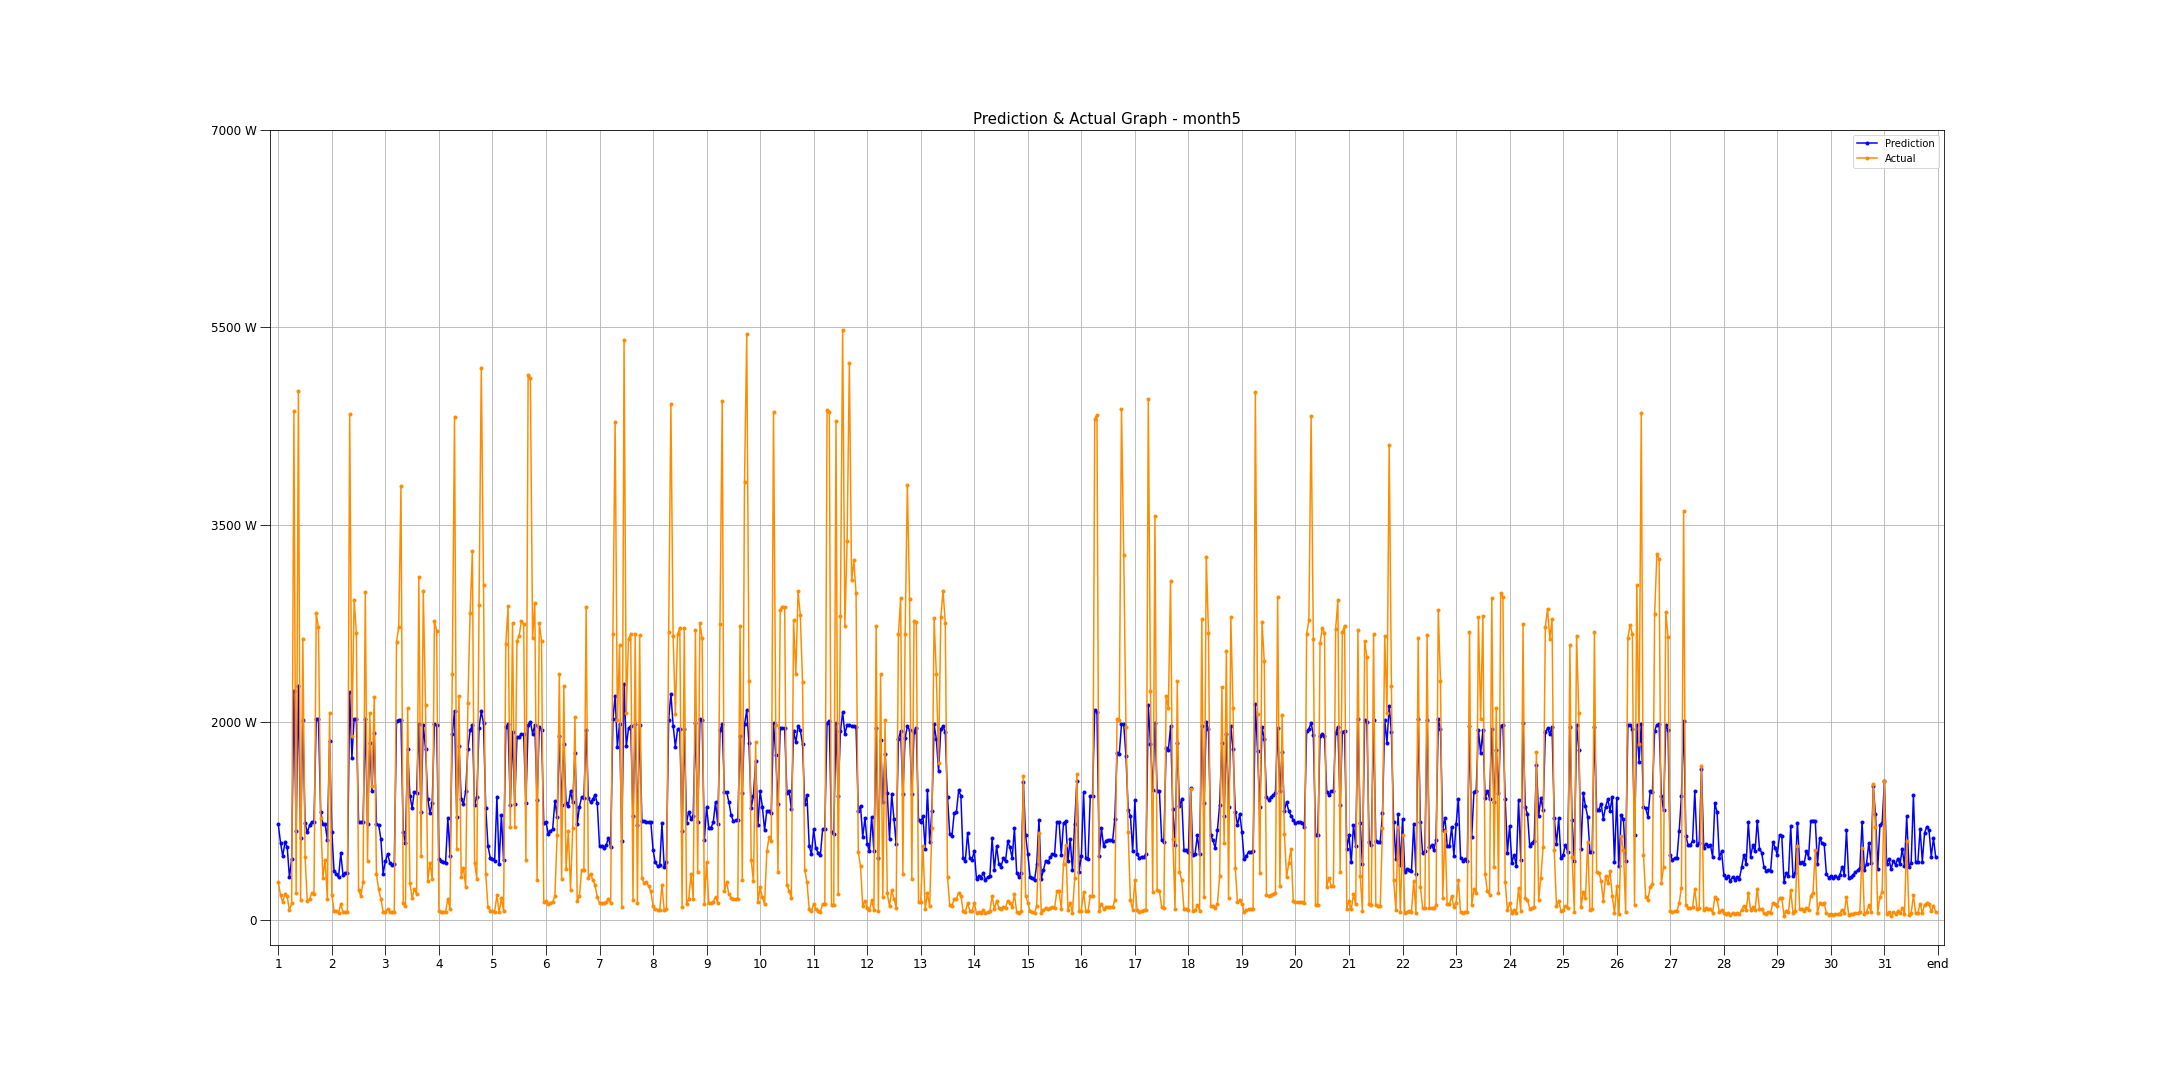 Prediction & Actual Graph - month5
7000 W
5500 W
3500 W
2000 W
0
Prediction
Actual
1 2 3 4 5 6 7 8 9 10 11 12 13 14 15 16 17 18 19 20 21 22 23 24 25 26 27 28 29 30 31 end